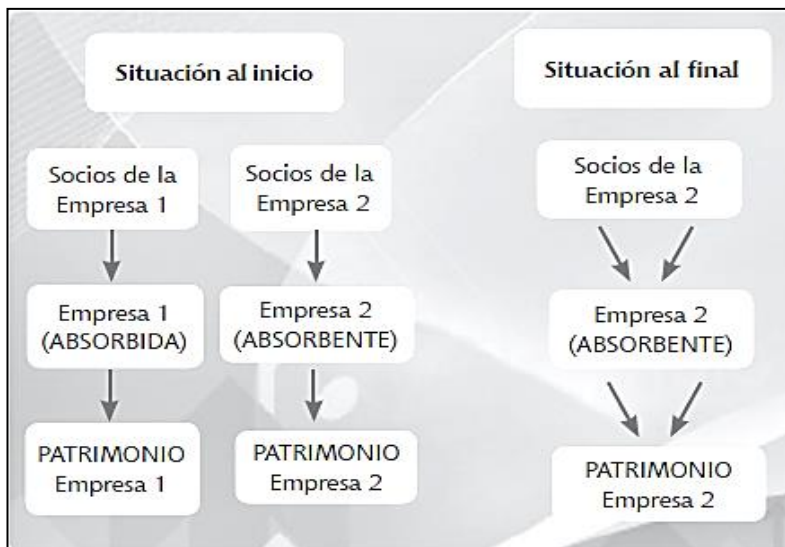 Situación al inicio
Situación al final
Socios de la
Empresa 1
Socios de la
Empresa 2
Socios de la
Empresa 2
Empresa 1
(ABSORBIDA)
Empresa 2
(ABSORBENTE)
Empresa 2
(ABSORBENTE)
PATRIMONIO
Empresa 1
PATRIMONIO
Empresa 2
PATRIMONIO
Empresa 2